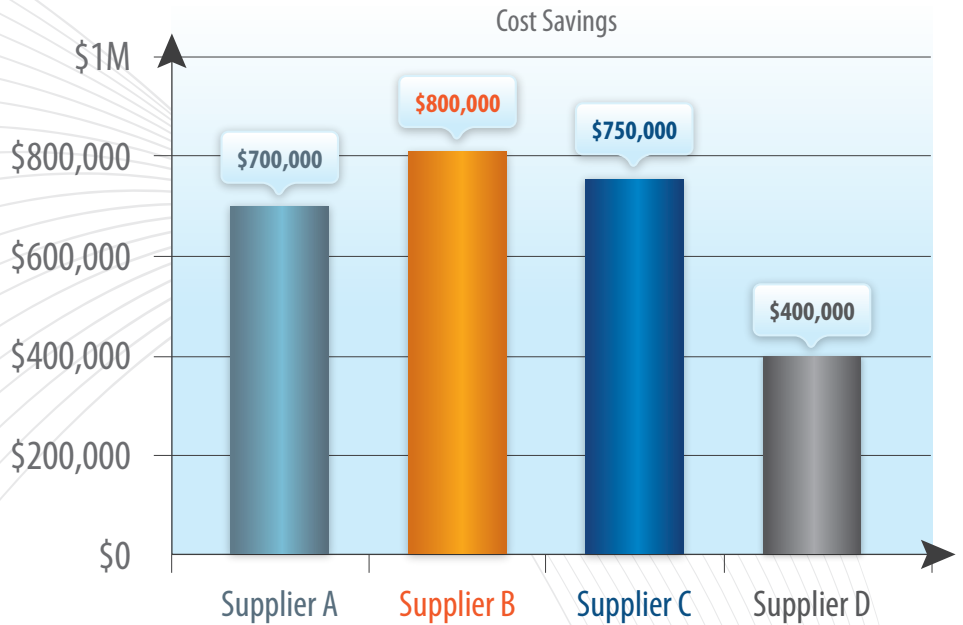 Cost Savings
$1M
$800,000
$600,000
$400,000
$200,000
$0
$700,000
$800,000
$750,000
$400,000
Supplier A
Supplier B
Supplier C
Supplier D